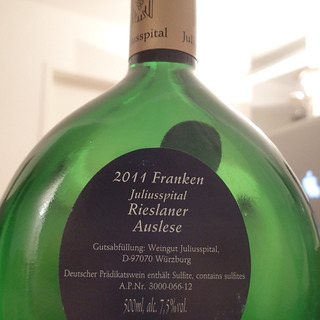 Juliusspital Ju
2011 Franken
Juliusspital
Rieslaner
Auslese
Gutsabfüllung: Weingut Juliusspital,
D-97070 Würzburg
Deutscher Prädikatswein enthält Sulfite, contains sulfites
A.P.Nr. 3000-066-12
500ml, alc. 7,5%vol.